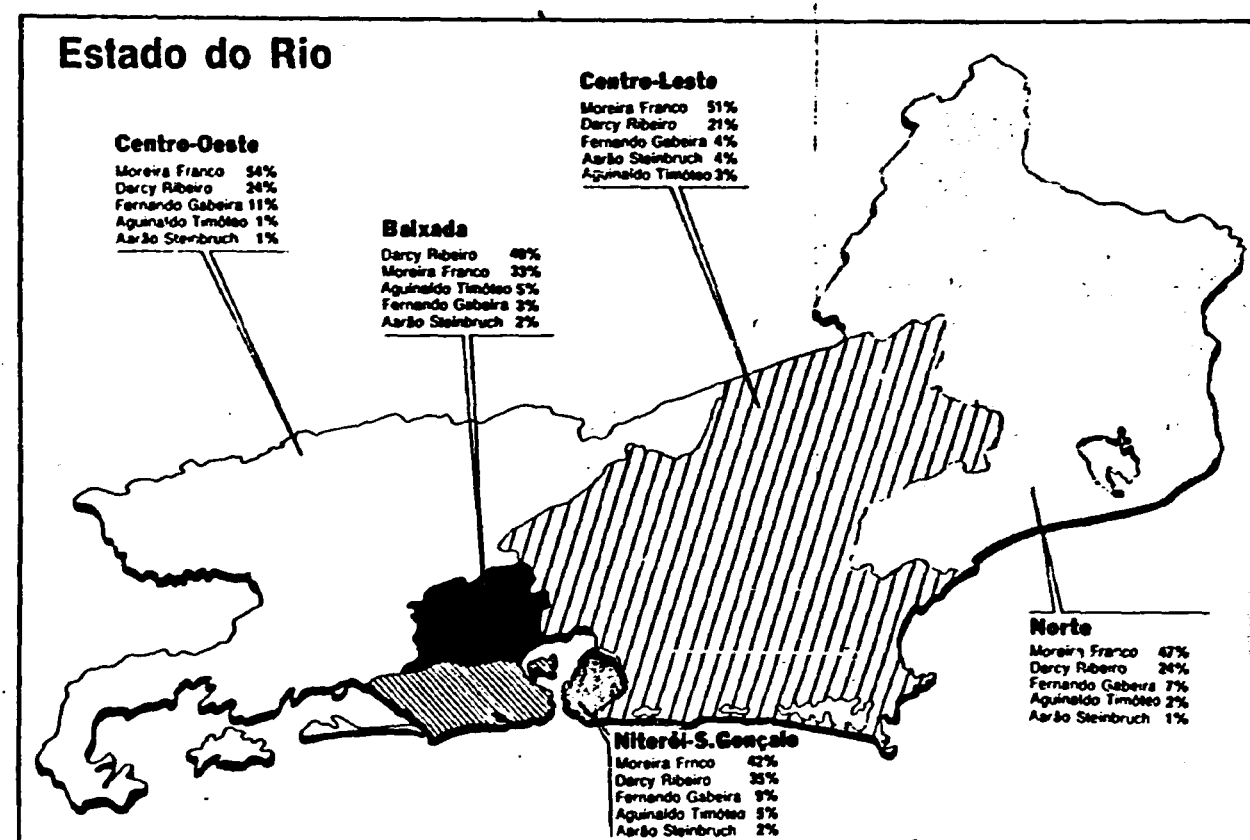 Estado do Rio
Centro-Oeste
Moreira Franco 54%
Darcy Ribeiro 24%
Fernando Gabeira 11%
Aguinaldo Timóteo 1%
Aarão Steinbruch 1%
Centro-Leste
Moreira Franco 51%
Darcy Ribeiro 21%
Fernando Gabeira 4%
Aarão Steinbruch 4%
Aguinaldo Timóteo 3%
Baixada
Darcy Ribeiro
Moreira Franco 33%
Aguinaldo Timóteo 5%
Fernando Gabeira 3%
Aarão Steinbruch 2%
Norte
Moreira Franco 47%
Darcy Ribeiro 24%
Fernando Gabeira 7%
Aguinaldo Timóteo 2%
Aarão Steinbruch 1%
Niterói-S.Gonçalo
Moreira Frnco 42%
Darcy Ribeiro 35%
Fernando Gabeira 9%
Aguinaldo Timóteo 5%
Aarão Steinbruch 2%